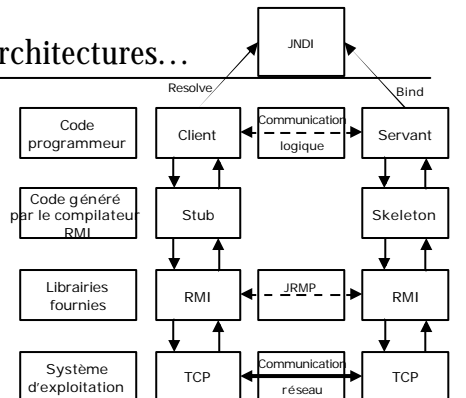 rchitectures…
JNDI
Resolve
Bind
Code
programmeur
Client
Communication
logique
Servant
Code généré
par le compilateur
RMI
Stub
Skeleton
Librairies
fournies
RMI
JRMP
RMI
Système
d'exploitation
TCP
Communication
réseau
TCP